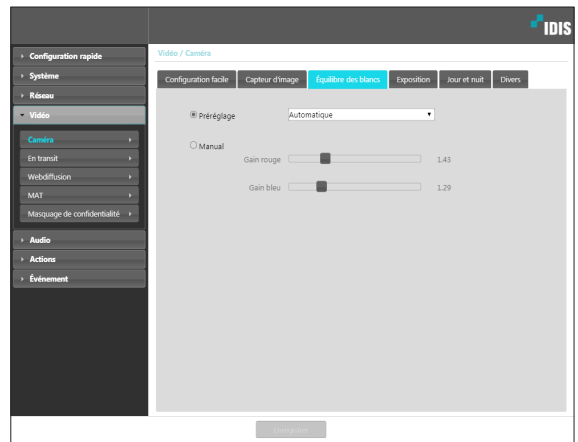 IDIS
Configuration rapide
Système
Réseau
Vidéo
Caméra
En transit
Webdiffusion
MAT
Masquage de confidentialité
Audio
Actions
Événement
Vidéo / Caméra
Configuration facile Capteur d'image Équilibre des blancs Exposition Jour et nuit Divers
Préréglage Automatique
Manual
Gain rouge 1.43
Gain bleu 1.29
Enregistrer